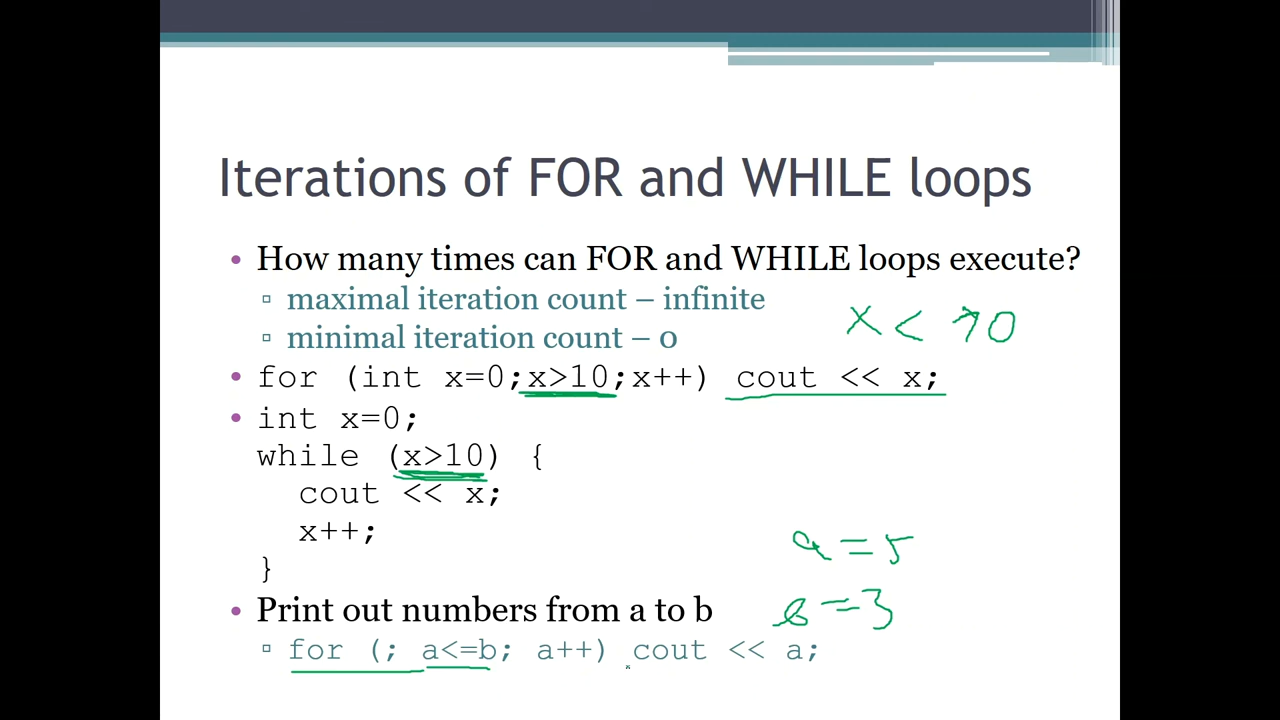 Iterations of FOR and WHILE loops
• How many times can FOR and WHILE loops execute?
▫ maximal iteration count – infinite
▫ minimal iteration count – 0
x < 10
• for (int x=0;x>10;x++) cout << x;
• int x=0;
while (x>10) {
cout << x;
x++;
}
a = 5
• Print out numbers from a to b
b = 3
▫ for (; a<=b; a++) cout << a;